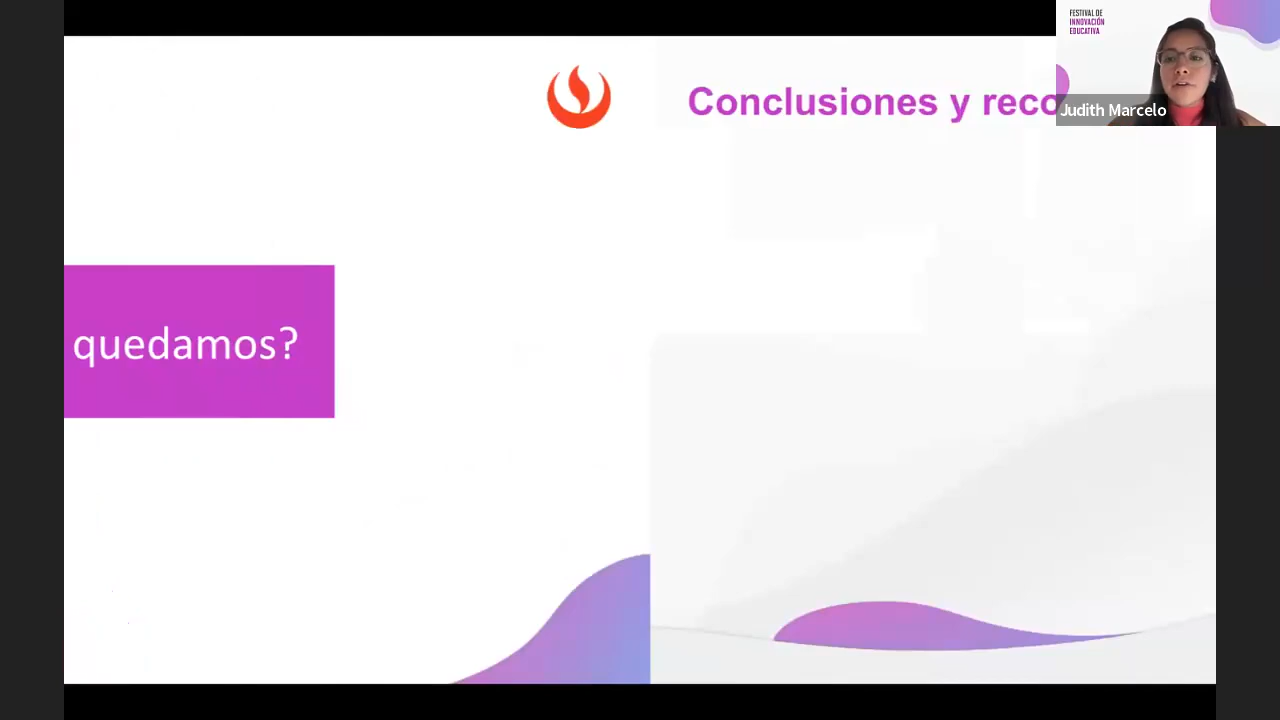 FESTIVAL DE
INNOVACIÓN
EDUCATIVA
Judith Marcelo
Conclusiones y reco
quedamos?